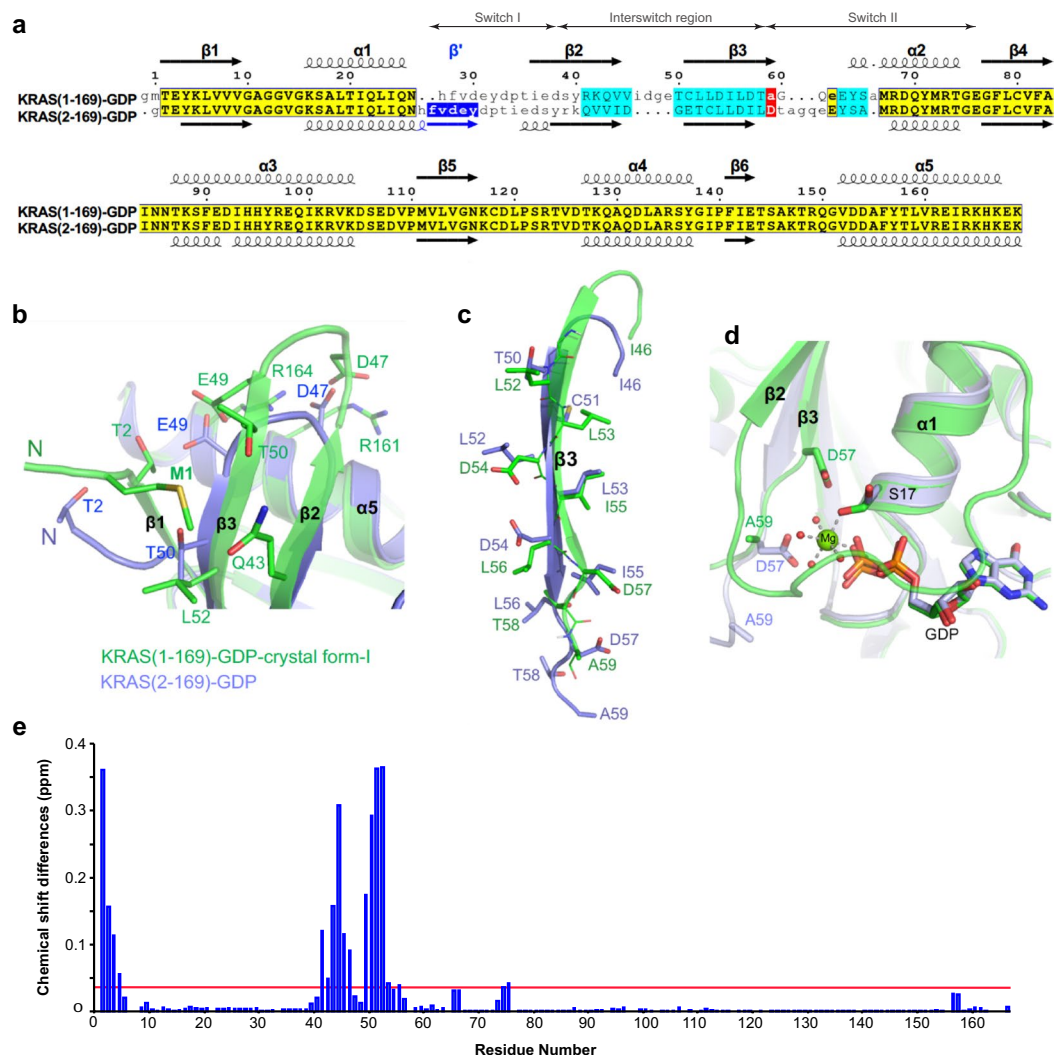 a
Switch I Interswitch region Switch II
β1 α1 β' β2 β3 α2 β4
1 10 20 30 40 50 60 70 80
KRAS(1-169)-GDP gmTEYKLVVVGAGGVGKSALTIQLIQN..hfvdeydptiedsyRKQVVidgeTCLLDILDTaG...QeEYSaMRDQYMRTGEGFLCVFA
KRAS(2-169)-GDP .gTEYKLVVVGAGGVGKSALTIQLIQNhfvdeydptiedsyrkQVVID....GETCLLDILDtagqeEYSA.MRDQYMRTGEGFLCVFA
α3 β5 α4 β6 α5
90 100 110 120 130 140 150 160
KRAS(1-169)-GDP INNTKSFEDIHHYREQIKRVKDSEDVPMVLVGNKCDLPSRTVDTKQAQDLARSYGIPFIETSAKTRQGVDDAFYTLVREIRKHKEK
KRAS(2-169)-GDP INNTKSFEDIHHYREQIKRVKDSEDVPMVLVGNKCDLPSRTVDTKQAQDLARSYGIPFIETSAKTRQGVDDAFYTLVREIRKHKEK
b
E49 R164 D47
D47
T2 E49
N T50 R161
M1
T2
β1 β3 β2 α5
N
T50 Q43
L52
KRAS(1-169)-GDP-crystal form-I
KRAS(2-169)-GDP
c
T50 I46
L52 I46
C51
L53
L52 β3
D54 L53
I55
D54
L56 I55
D57
L56
T58 D57
T58 A59
A59
d
β2
β3 α1
D57
S17
A59 Mg
D57
A59
GDP
e
Chemical shift differences (ppm)
0.4
0.3
0.2
0.1
0
0 10 20 30 40 50 60 70 80 90 100 110 120 130 140 150 160
Residue Number